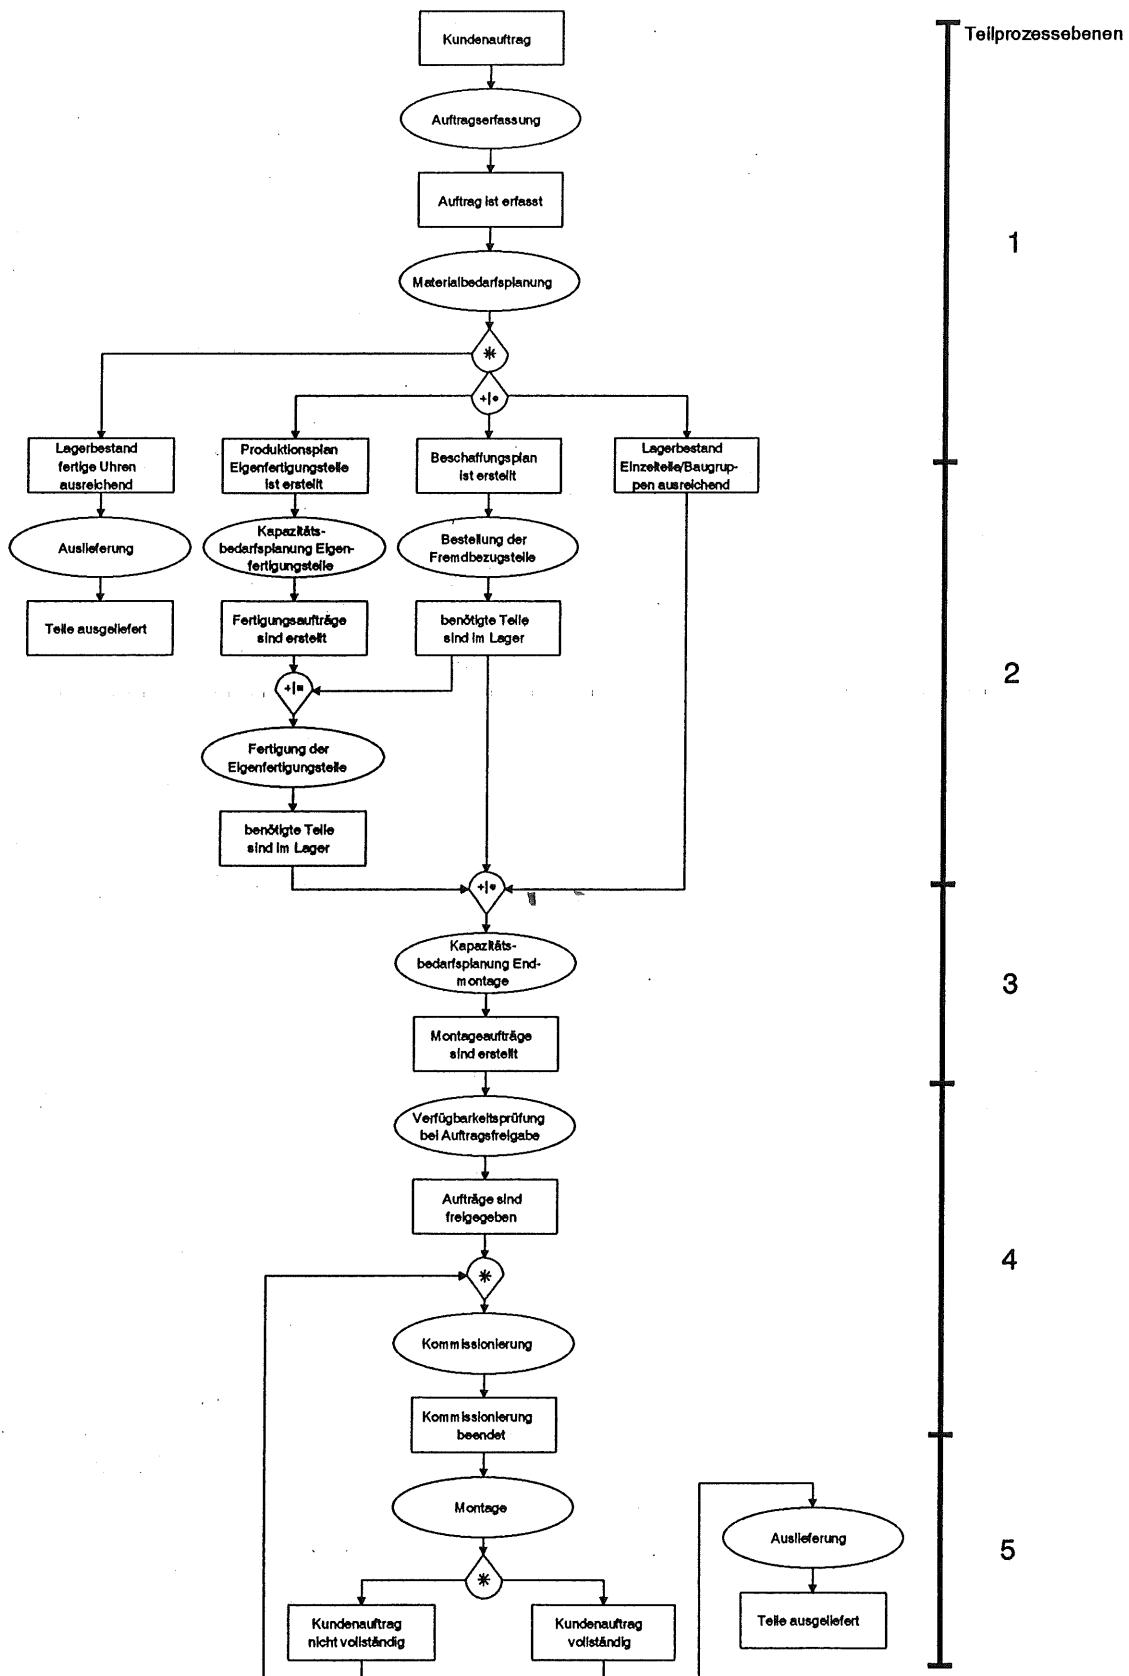 Teilprozessebenen
Kundenauftrag
Auftragserfassung
Auftrag ist erfasst
1
Materialbedarfsplanung
*
+|•
Lagerbestand
fertige Uhren
ausreichend
Produktionsplan
Eigenfertigungsteile
ist erstellt
Beschaffungsplan
ist erstellt
Lagerbestand
Einzelteile/Baugrup-
pen ausreichend
Auslieferung
Kapazitäts-
bedarfsplanung Eigen-
fertigungsteile
Bestellung der
Fremdbezugsteile
Teile ausgeliefert
Fertigungsaufträge
sind erstellt
benötigte Teile
sind im Lager
2
+|■
Fertigung der
Eigenfertigungsteile
benötigte Teile
sind im Lager
+|•
Kapazitäts-
bedarfsplanung End-
montage
3
Montageaufträge
sind erstellt
Verfügbarkeitsprüfung
bei Auftragsfreigabe
Aufträge sind
freigegeben
4
*
Kommissionierung
Kommissionierung
beendet
Montage
Auslieferung
5
*
Kundenauftrag
nicht vollständig
Kundenauftrag
vollständig
Teile ausgeliefert